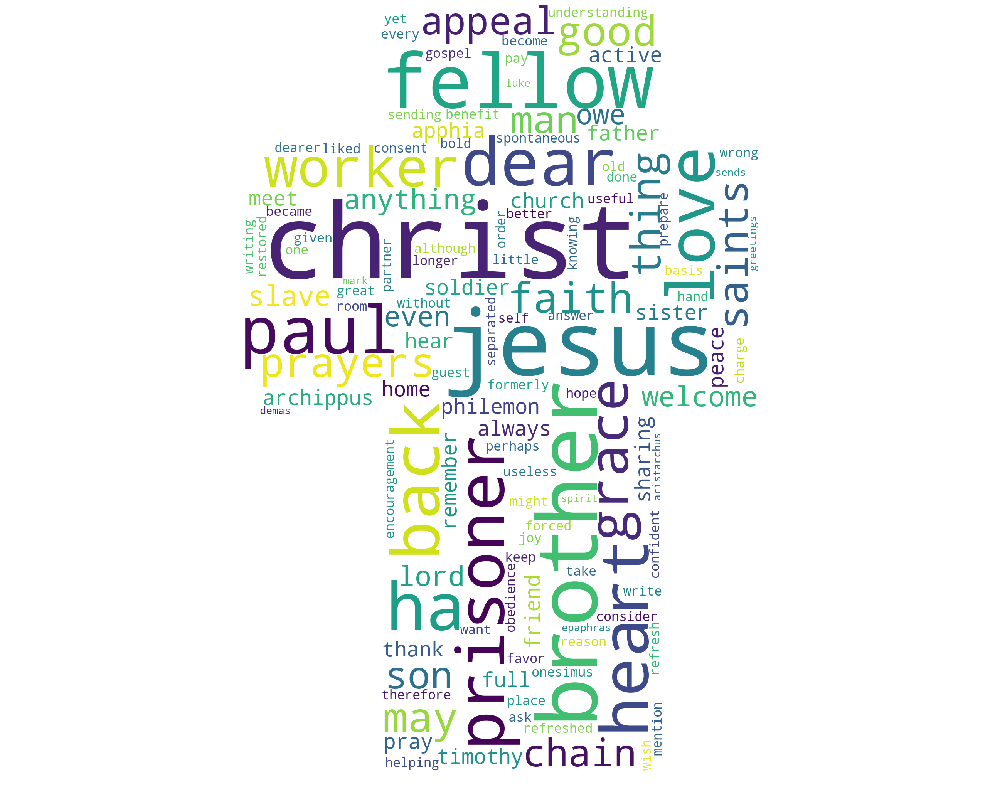 yet
appeal
understanding
every
become
good
gospel
pay
active
fellow
luke
sending
benefit
man
owe
apphia
spontaneous
father
dearer
liked
consent
bold
worker
dear
old
done
thing
love
wrong
sends
meet
anything
church
useful
saints
became
better
prepare
writing
restored
given
one
christ
partner
although
longer
order
little
knowing
basis
greetings
mark
great
soldier
faith
hand
slave
room
without
paul
even
self
answer
sister
separated
jesus
hear
peace
charge
prayers
guest
formerly
home
hope
welcome
archippus
demas
philemon
back
always
brother
grace
heart
sharing
aristarchus
encouragement
remember
prisoner
perhaps
useless
might
spirit
forced
joy
confident
keep
lord
take
ha
obedience
friend
write
consider
want
epaphras
reason
refresh
thank
favor
son
full
onesimus
therefore
place
may
ask
refreshed
mention
pray
timothy
chain
wish
helping